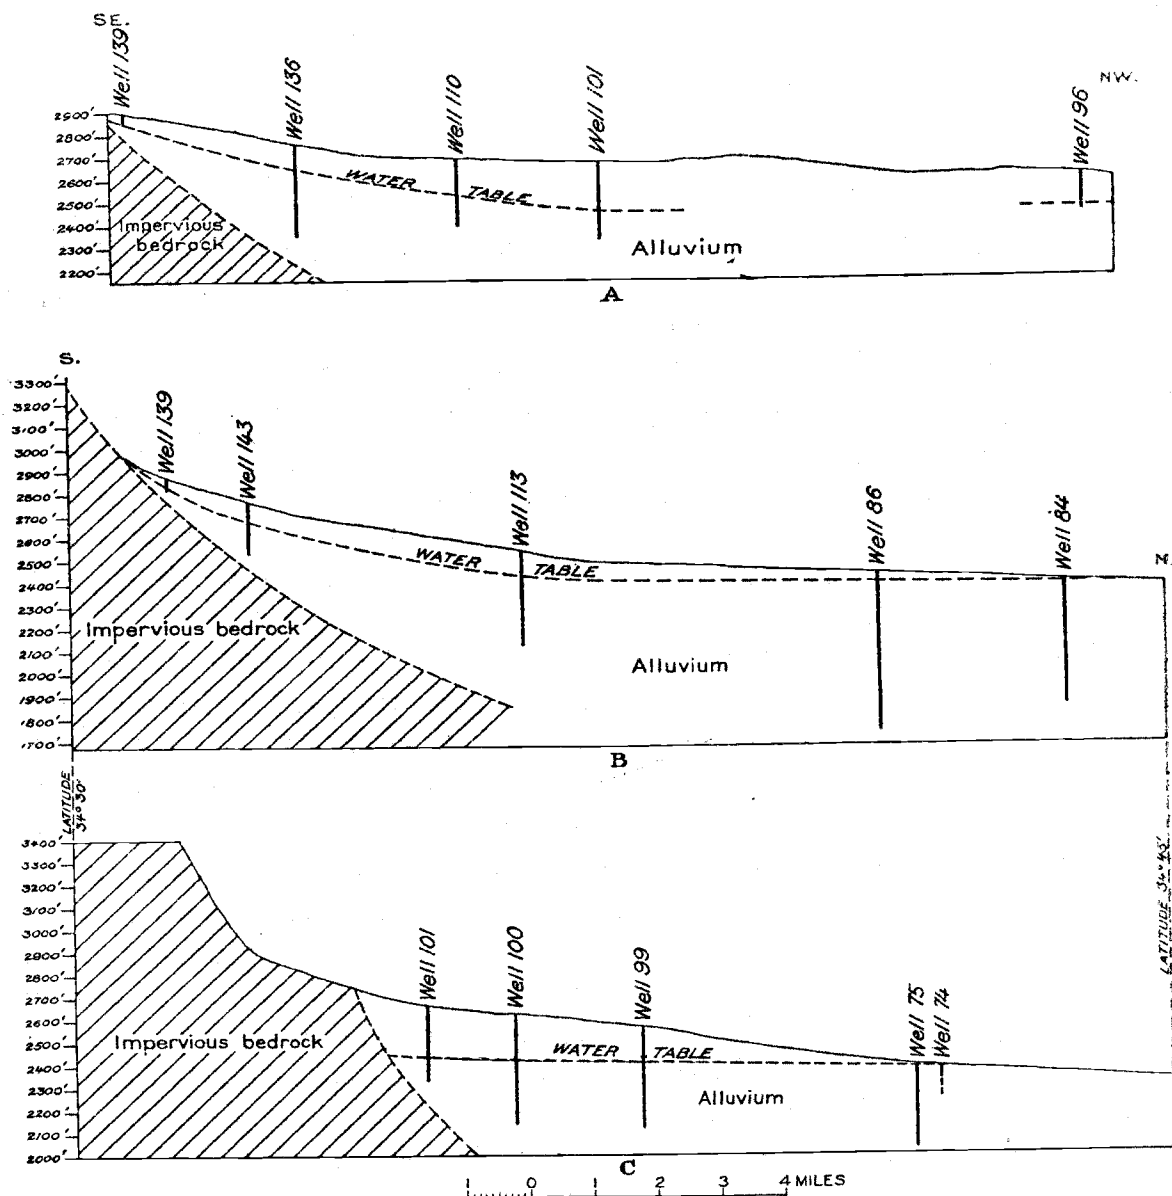 SE.
NW.
Well 139
Well 136
Well 110
Well 101
Well 96
2900'
2800'
2700'
2600'
2500'
2400'
2300'
2200'
WATER TABLE
Impervious
bedrock
Alluvium
A
S.
N.
Well 139
Well 143
Well 113
Well 86
Well 84
3300'
3200'
3100'
3000'
2900'
2800'
2700'
2600'
2500'
2400'
2300'
2200'
2100'
2000'
1900'
1800'
1700'
WATER TABLE
Impervious bedrock
Alluvium
B
LATITUDE
34° 30'
LATITUDE 34° 45'
3400'
3300'
3200'
3100'
3000'
2900'
2800'
2700'
2600'
2500'
2400'
2300'
2200'
2100'
2000'
Well 101
Well 100
Well 99
Well 75
Well 74
WATER TABLE
Impervious bedrock
Alluvium
C
1 0 1 2 3 4 MILES